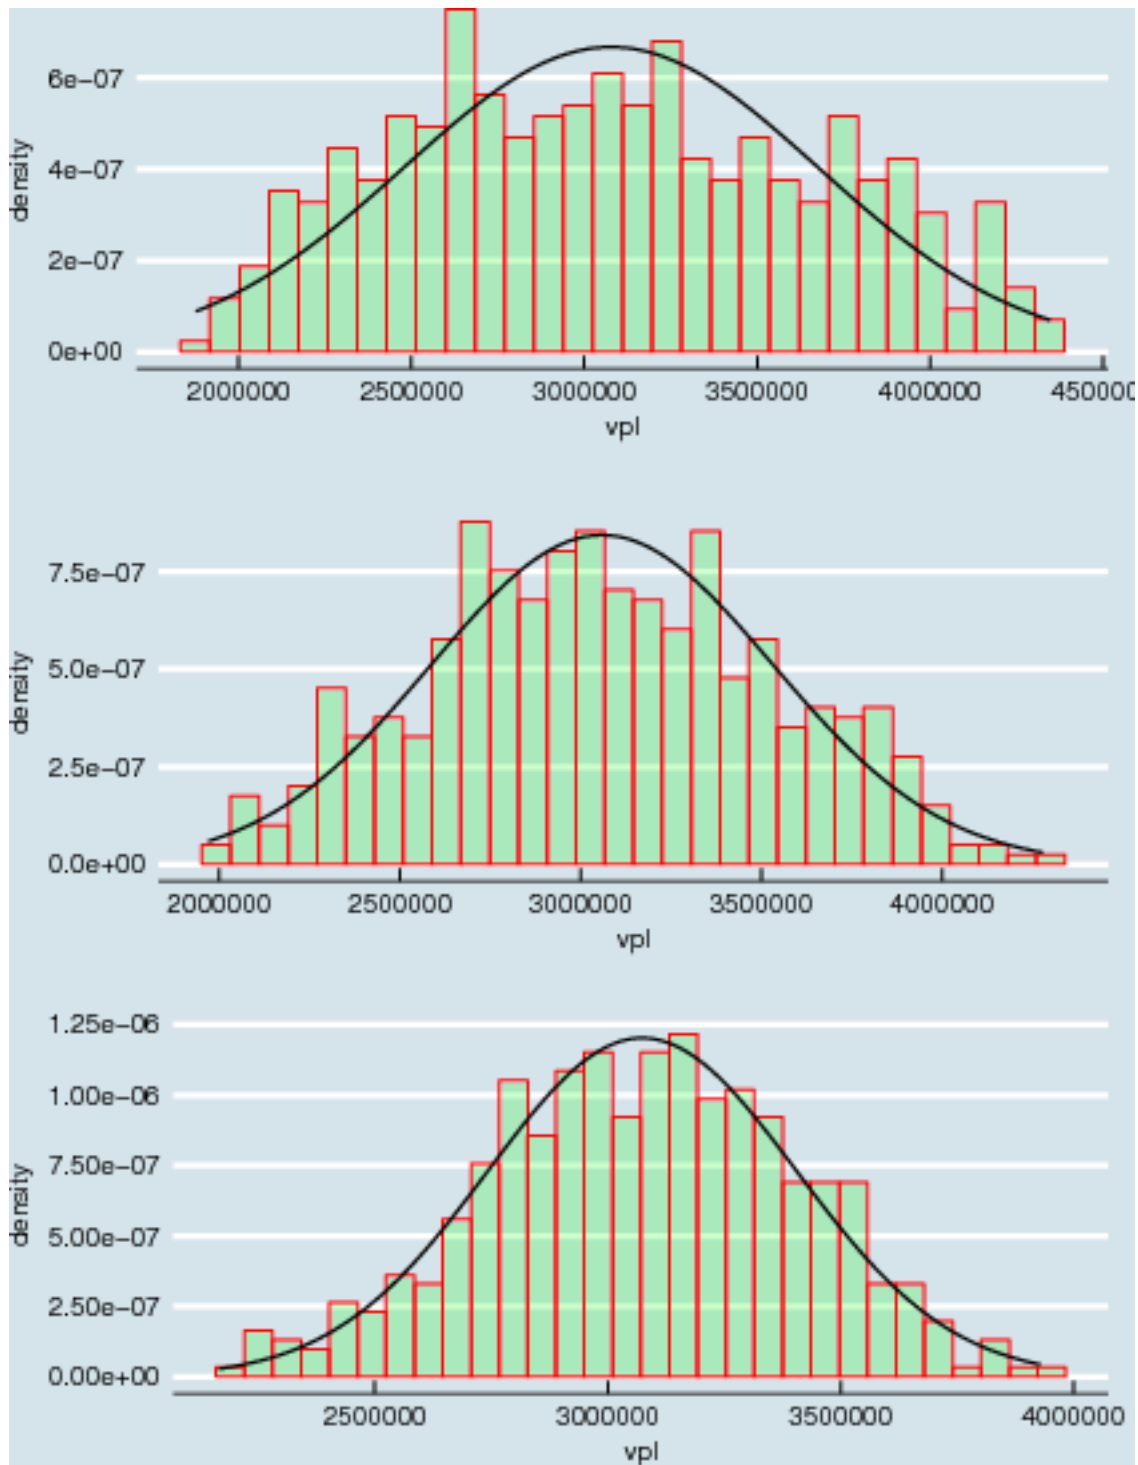 6e−07
4e−07
2e−07
0e+00
density
2000000 2500000 3000000 3500000 4000000 450000
vpl
7.5e−07
5.0e−07
2.5e−07
0.0e+00
density
2000000 2500000 3000000 3500000 4000000
vpl
1.25e−06
1.00e−06
7.50e−07
5.00e−07
2.50e−07
0.00e+00
density
2500000 3000000 3500000 4000000
vpl